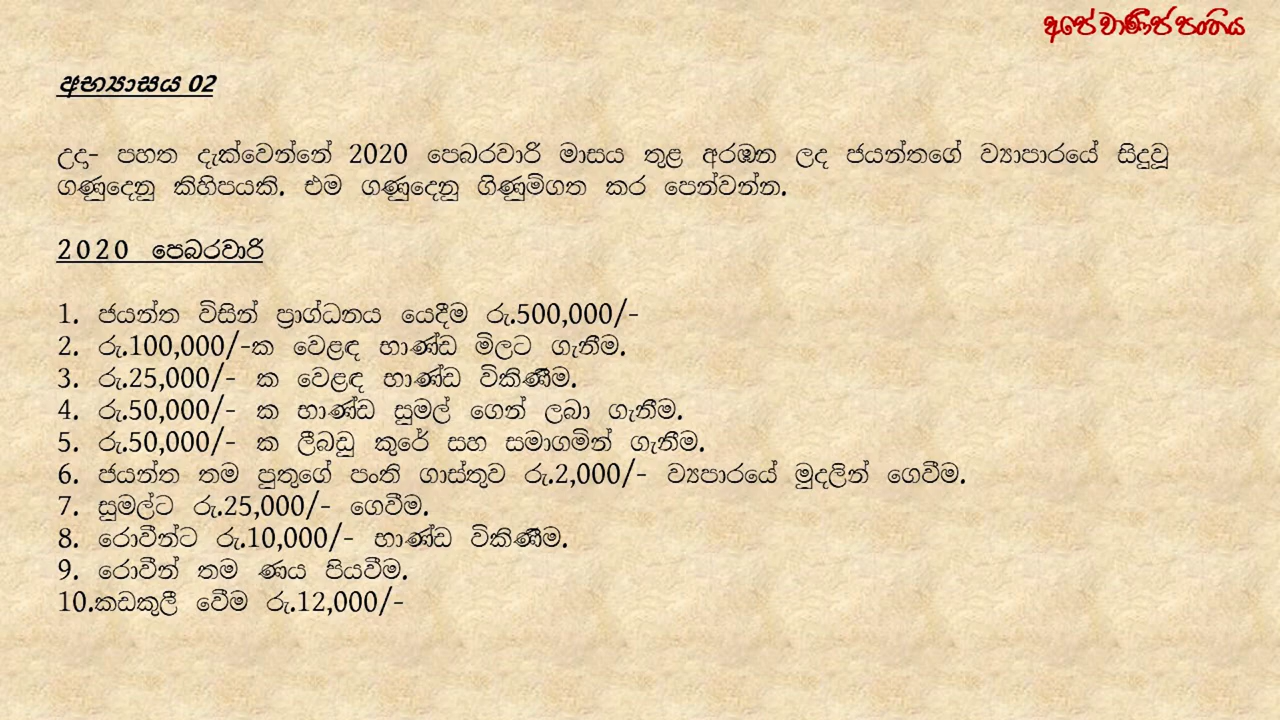 අපේ වාණිජ පංතිය
අභ්‍යාසය 02
උදා- පහත දැක්වෙන්නේ 2020 පෙබරවාරි මාසය තුළ අරඹන ලද ජයන්තගේ ව්‍යාපාරයේ සිදුවූ
ගණුදෙනු කිහිපයකි. එම ගණුදෙනු ගිණුම්ගත කර පෙන්වන්න.
2020 පෙබරවාරි
1. ජයන්ත විසින් ප්‍රාග්ධනය යෙදීම රු.500,000/-
2. රු.100,000/-ක වෙළඳ භාණ්ඩ මිලට ගැනීම.
3. රු.25,000/- ක වෙළඳ භාණ්ඩ විකිණීම.
4. රු.50,000/- ක භාණ්ඩ සුමල් ගෙන් ලබා ගැනීම.
5. රු.50,000/- ක ලීබඩු කුරේ සහ සමාගමින් ගැනීම.
6. ජයන්ත තම පුතුගේ පංති ගාස්තුව රු.2,000/- ව්‍යපාරයේ මුදලින් ගෙවීම.
7. සුමල්ට රු.25,000/- ගෙවීම.
8. රොවීන්ට රු.10,000/- භාණ්ඩ විකිණීම.
9. රොවීන් තම ණය පියවීම.
10.කඩකුලී වීම රු.12,000/-